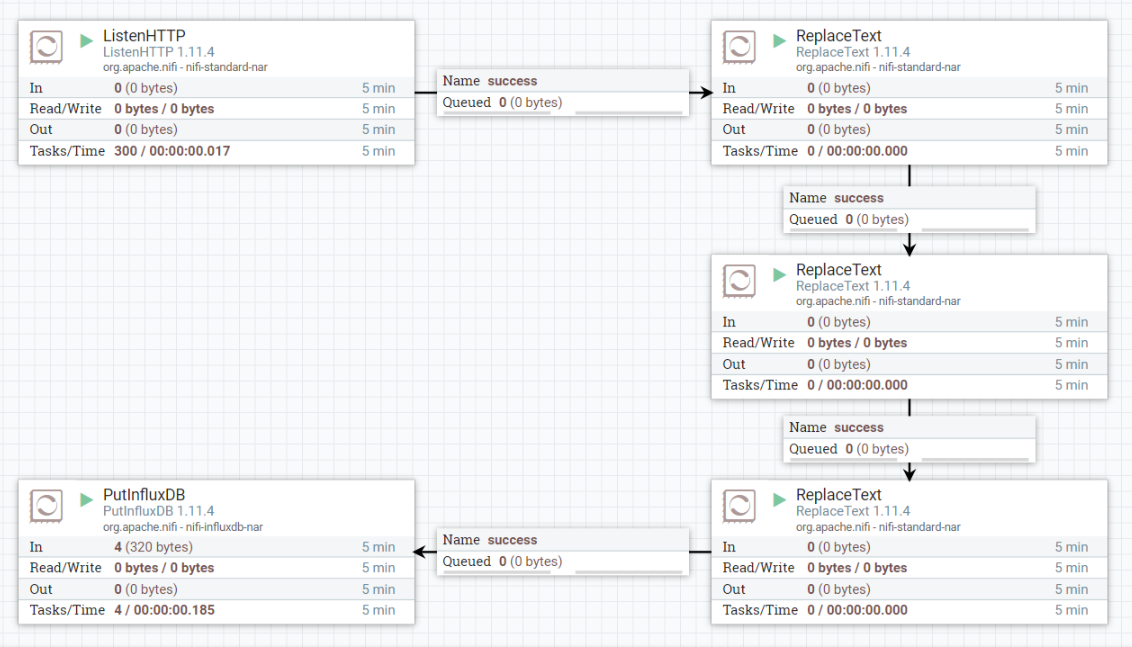 ListenHTTP
ListenHTTP 1.11.4
org.apache.nifi - nifi-standard-nar
In 0 (0 bytes) 5 min
Read/Write 0 bytes / 0 bytes 5 min
Out 0 (0 bytes) 5 min
Tasks/Time 300 / 00:00:00.017 5 min
Name success
Queued 0 (0 bytes)
ReplaceText
ReplaceText 1.11.4
org.apache.nifi - nifi-standard-nar
In 0 (0 bytes) 5 min
Read/Write 0 bytes / 0 bytes 5 min
Out 0 (0 bytes) 5 min
Tasks/Time 0 / 00:00:00.000 5 min
Name success
Queued 0 (0 bytes)
ReplaceText
ReplaceText 1.11.4
org.apache.nifi - nifi-standard-nar
In 0 (0 bytes) 5 min
Read/Write 0 bytes / 0 bytes 5 min
Out 0 (0 bytes) 5 min
Tasks/Time 0 / 00:00:00.000 5 min
Name success
Queued 0 (0 bytes)
ReplaceText
ReplaceText 1.11.4
org.apache.nifi - nifi-standard-nar
In 0 (0 bytes) 5 min
Read/Write 0 bytes / 0 bytes 5 min
Out 0 (0 bytes) 5 min
Tasks/Time 0 / 00:00:00.000 5 min
Name success
Queued 0 (0 bytes)
PutInfluxDB
PutInfluxDB 1.11.4
org.apache.nifi - nifi-influxdb-nar
In 4 (320 bytes) 5 min
Read/Write 0 bytes / 0 bytes 5 min
Out 0 (0 bytes) 5 min
Tasks/Time 4 / 00:00:00.185 5 min